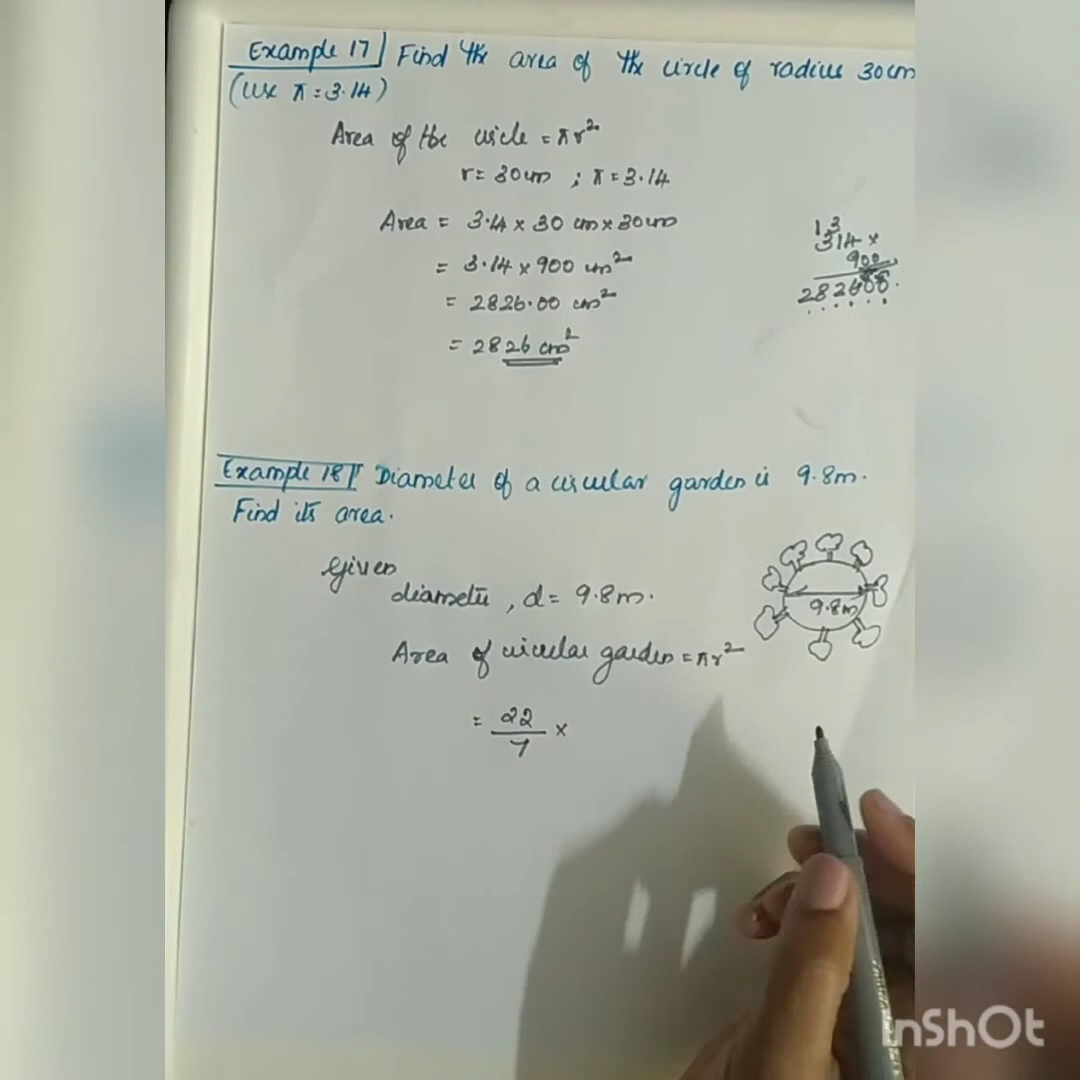 Example 17 Find the area of the circle of radius 30cm
(use π = 3.14)
Area of the circle = πr²
r = 30cm ; π = 3.14
Area = 3.14 × 30 cm × 30cm
= 3.14 × 900 cm²
= 2826.00 cm²
= 2826 cm²
13
314 ×
900
282600
Example 18 Diameter of a circular garden is 9.8m.
Find its area.
Given
diameter, d = 9.8m.
9.8m
Area of circular garden = πr²
= 22/7 ×
InShOt